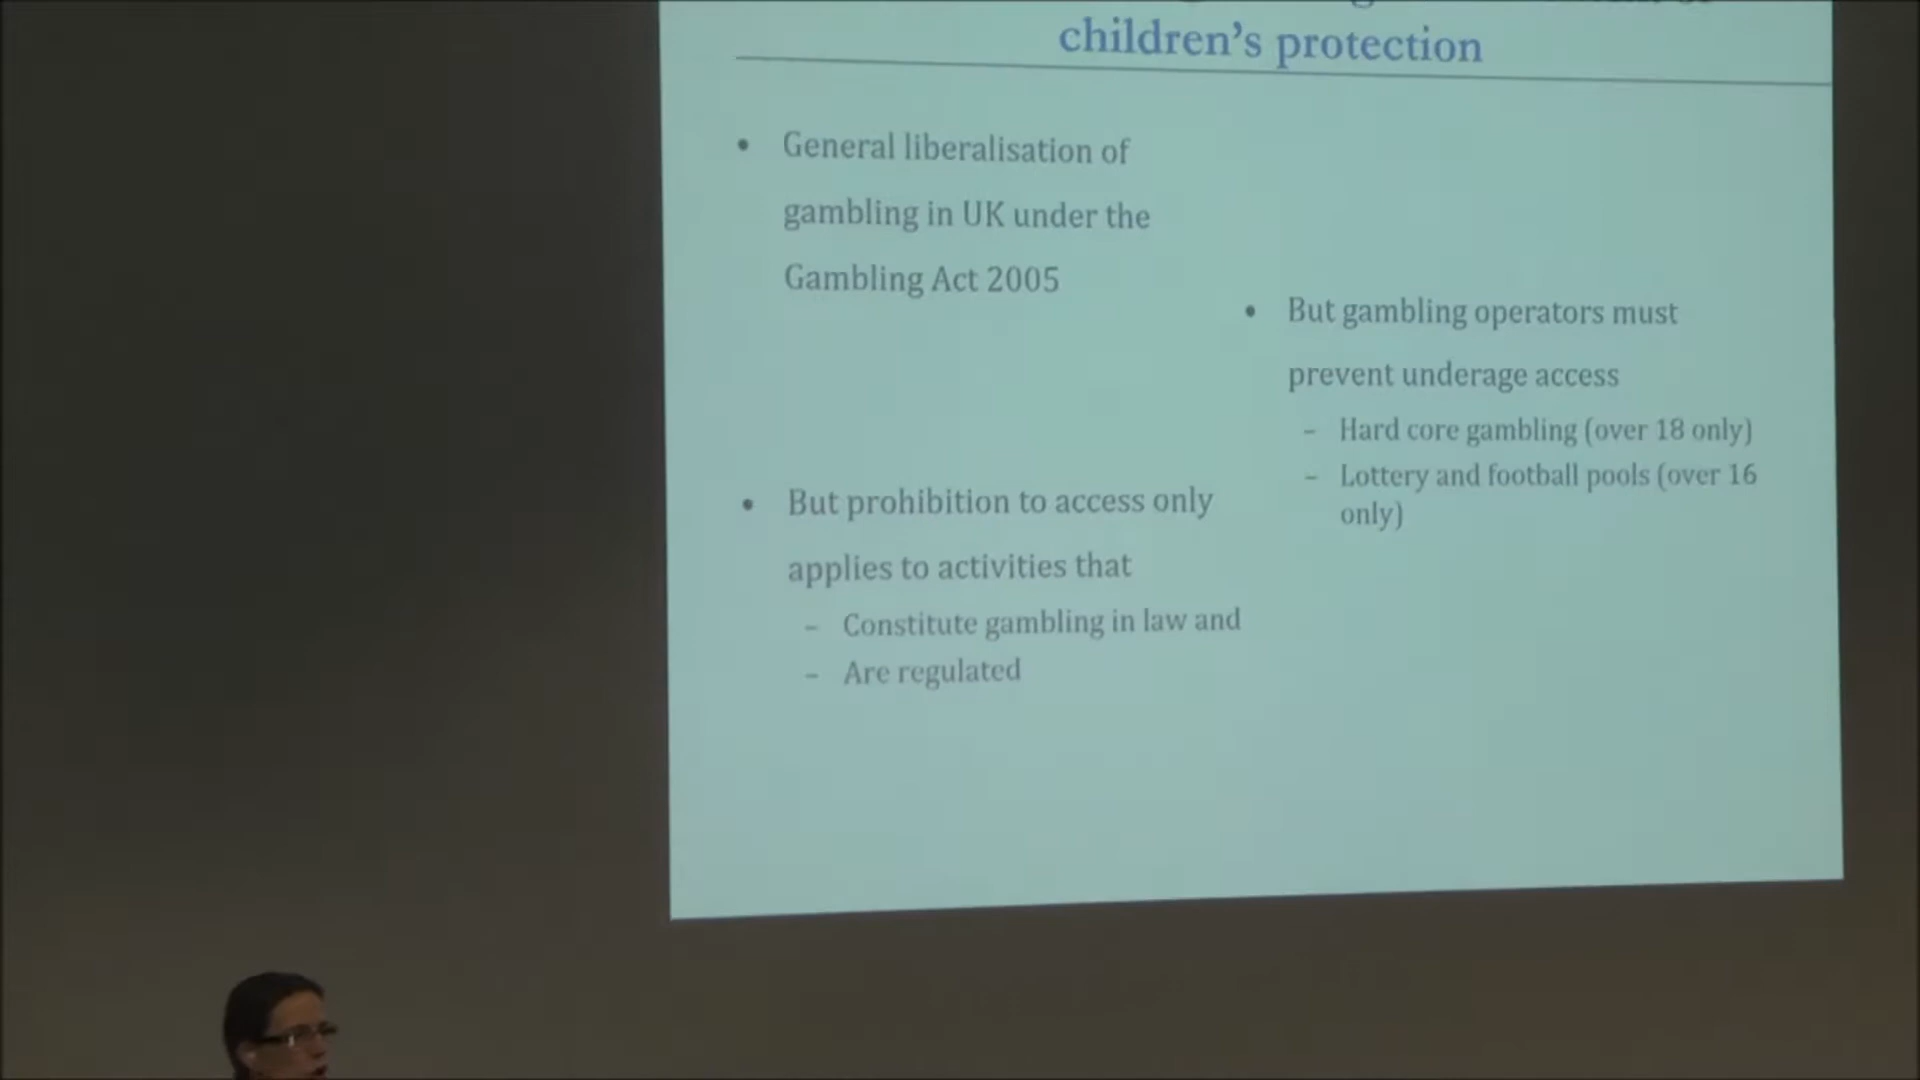 children's protection
• General liberalisation of
gambling in UK under the
Gambling Act 2005
• But prohibition to access only
applies to activities that
– Constitute gambling in law and
– Are regulated
• But gambling operators must
prevent underage access
– Hard core gambling (over 18 only)
– Lottery and football pools (over 16
only)